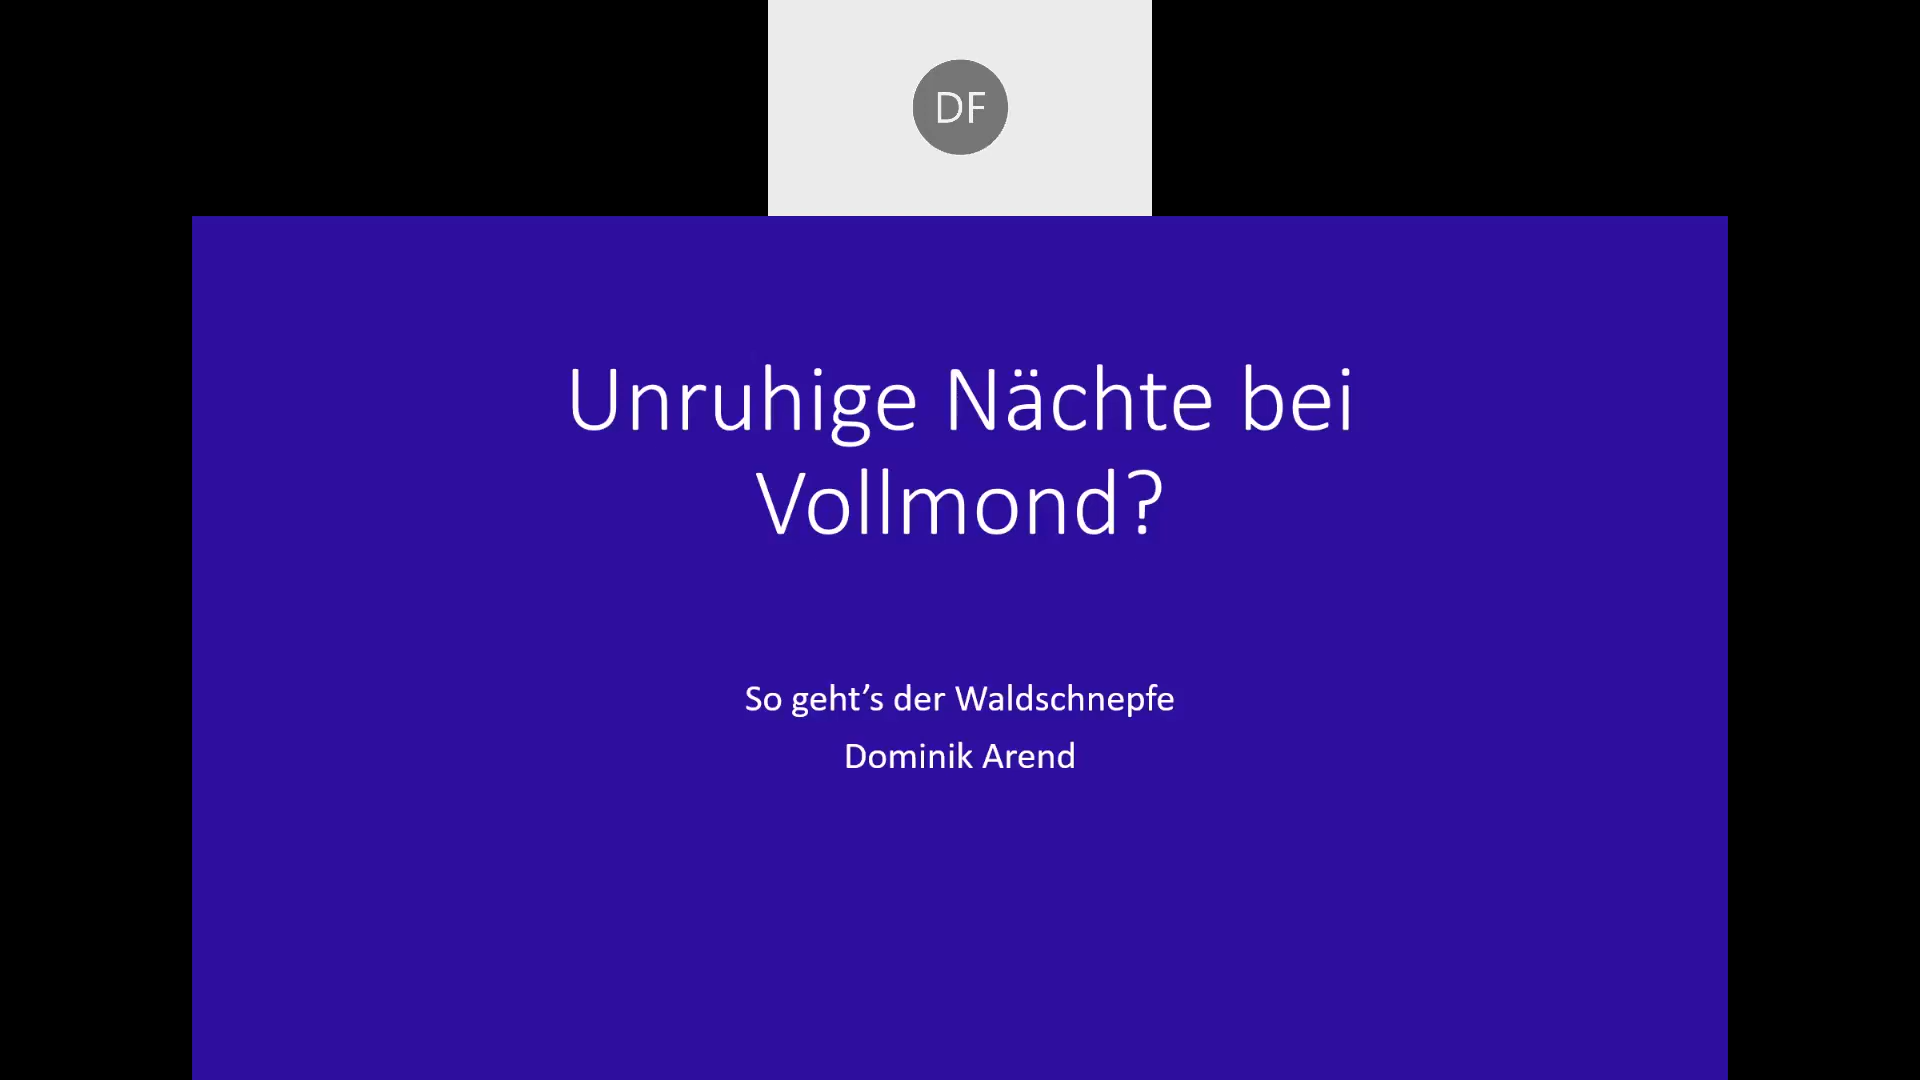 DF
Unruhige Nächte bei
Vollmond?
So geht’s der Waldschnepfe
Dominik Arend